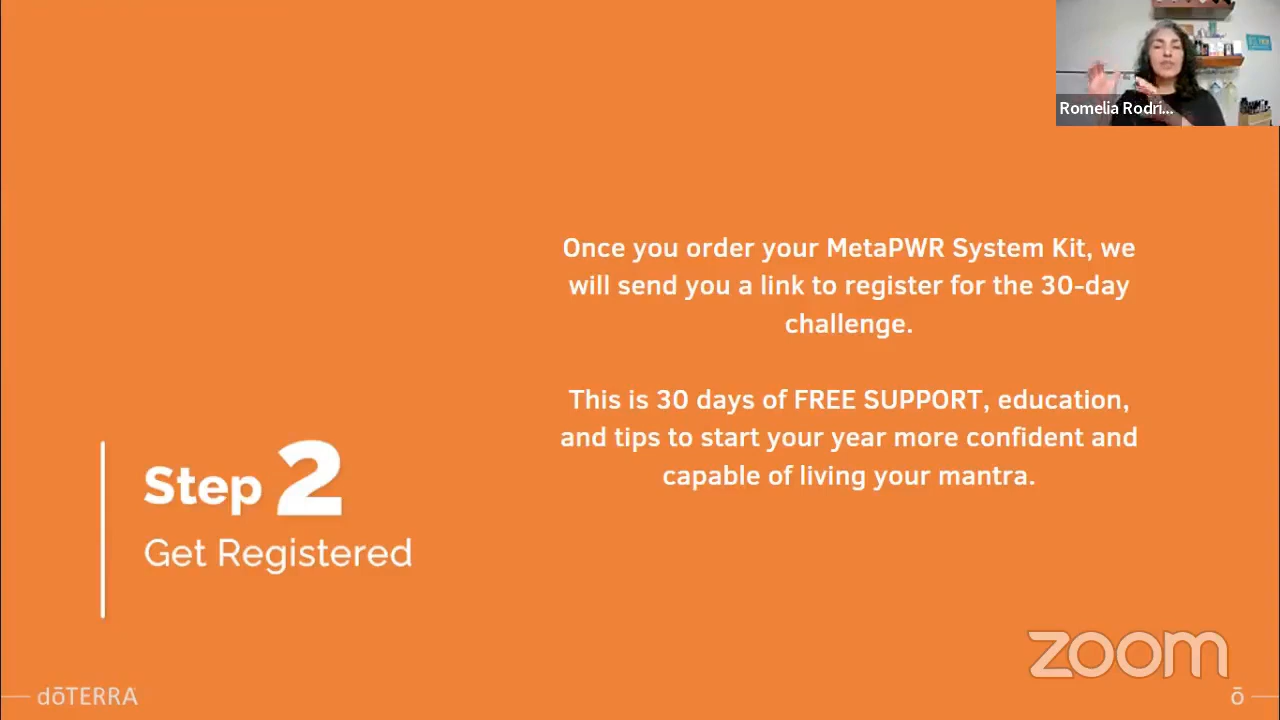 Romelia Rodrí...
Once you order your MetaPWR System Kit, we
will send you a link to register for the 30-day
challenge.
This is 30 days of FREE SUPPORT, education,
and tips to start your year more confident and
capable of living your mantra.
Step 2
Get Registered
zoom
dōTERRA
ō